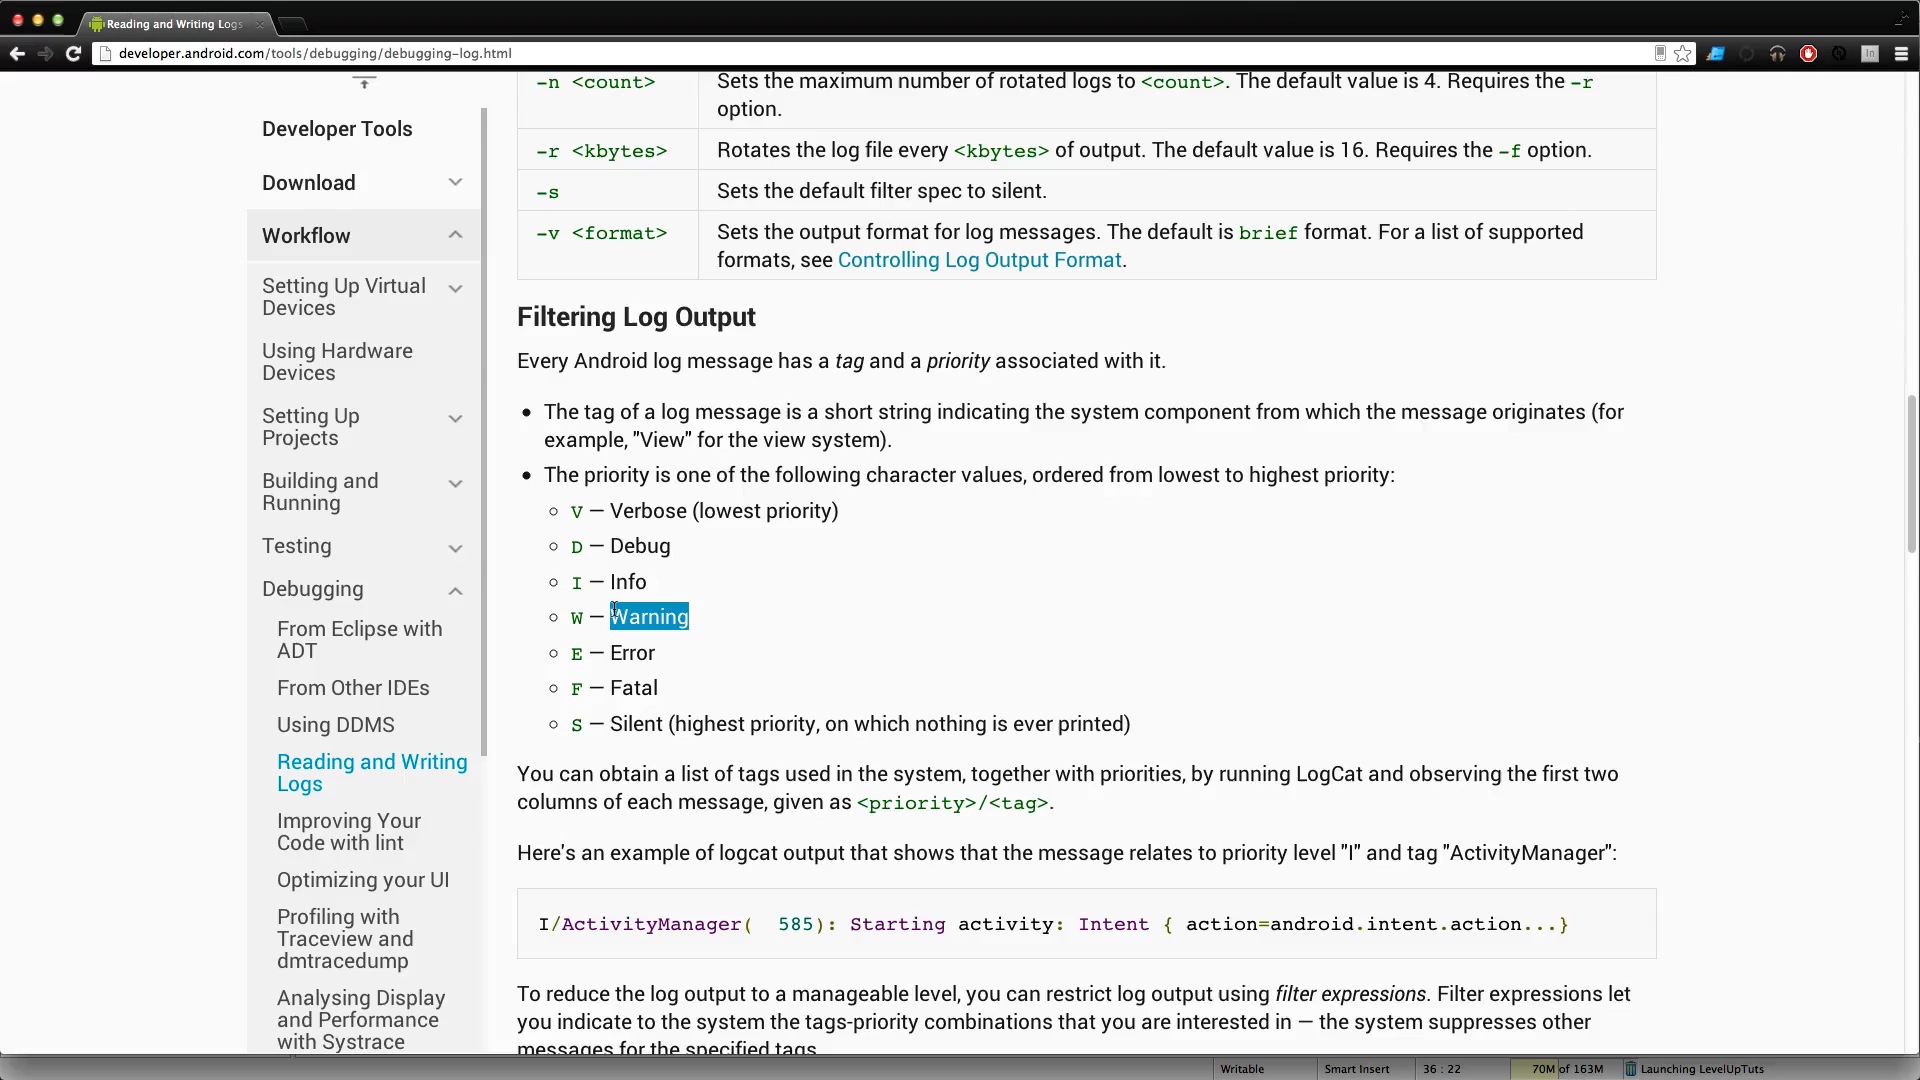 Reading and Writing Logs
developer.android.com/tools/debugging/debugging-log.html
Developer Tools
Download
Workflow
Setting Up Virtual
Devices
Using Hardware
Devices
Setting Up
Projects
Building and
Running
Testing
Debugging
From Eclipse with
ADT
From Other IDEs
Using DDMS
Reading and Writing
Logs
Improving Your
Code with lint
Optimizing your UI
Profiling with
Traceview and
dmtracedump
Analysing Display
and Performance
with Systrace
-n <count> Sets the maximum number of rotated logs to <count>. The default value is 4. Requires the -r
option.
-r <kbytes> Rotates the log file every <kbytes> of output. The default value is 16. Requires the -f option.
-s Sets the default filter spec to silent.
-v <format> Sets the output format for log messages. The default is brief format. For a list of supported
formats, see Controlling Log Output Format.
Filtering Log Output
Every Android log message has a tag and a priority associated with it.
• The tag of a log message is a short string indicating the system component from which the message originates (for
example, "View" for the view system).
• The priority is one of the following character values, ordered from lowest to highest priority:
V — Verbose (lowest priority)
D — Debug
I — Info
W — Warning
E — Error
F — Fatal
S — Silent (highest priority, on which nothing is ever printed)
You can obtain a list of tags used in the system, together with priorities, by running LogCat and observing the first two
columns of each message, given as <priority>/<tag>.
Here's an example of logcat output that shows that the message relates to priority level "I" and tag "ActivityManager":
I/ActivityManager(  585): Starting activity: Intent { action=android.intent.action...}
To reduce the log output to a manageable level, you can restrict log output using filter expressions. Filter expressions let
you indicate to the system the tags-priority combinations that you are interested in — the system suppresses other
messages for the specified tags.
Writable Smart Insert 36 : 22 70M of 163M Launching LevelUpTuts